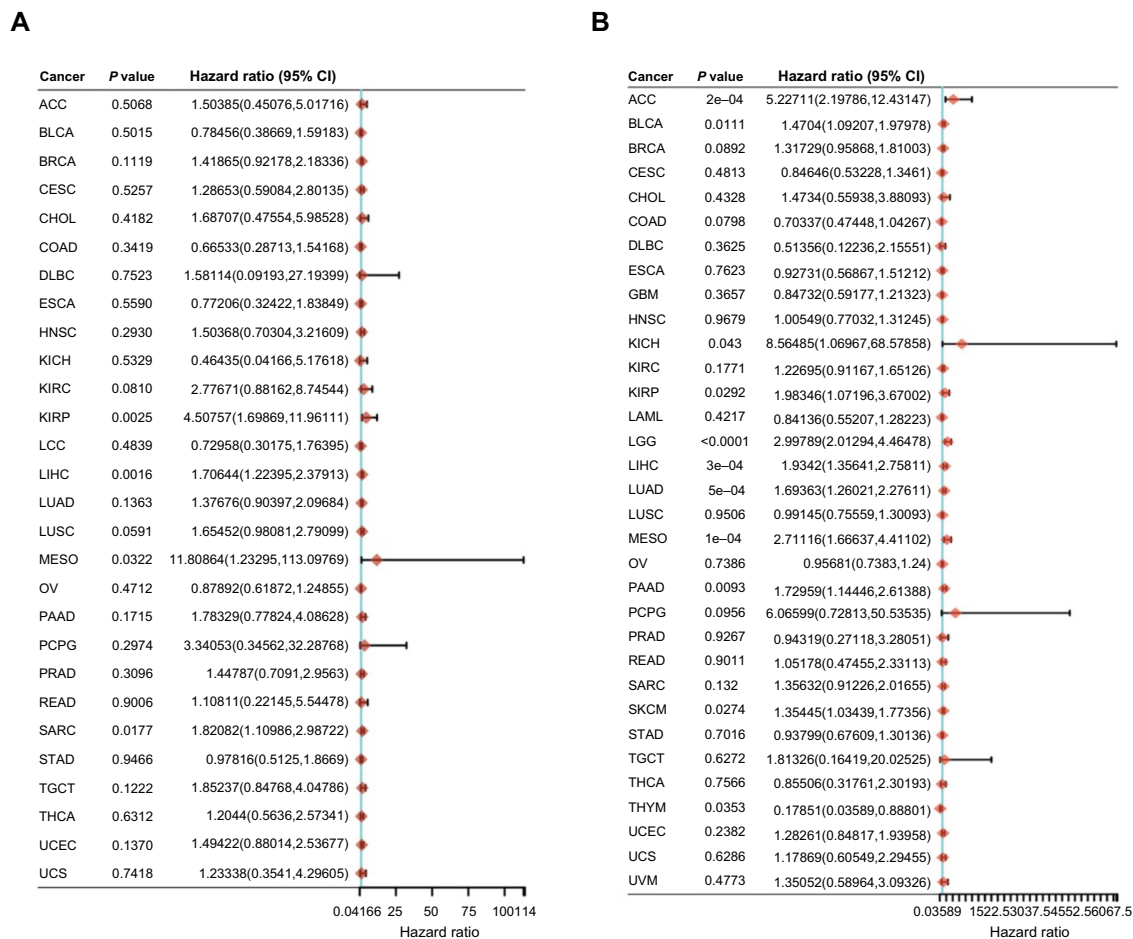 A
Cancer P value Hazard ratio (95% CI)
ACC 0.5068 1.50385(0.45076,5.01716)
BLCA 0.5015 0.78456(0.38669,1.59183)
BRCA 0.1119 1.41865(0.92178,2.18336)
CESC 0.5257 1.28653(0.59084,2.80135)
CHOL 0.4182 1.68707(0.47554,5.98528)
COAD 0.3419 0.66533(0.28713,1.54168)
DLBC 0.7523 1.58114(0.09193,27.19399)
ESCA 0.5590 0.77206(0.32422,1.83849)
HNSC 0.2930 1.50368(0.70304,3.21609)
KICH 0.5329 0.46435(0.04166,5.17618)
KIRC 0.0810 2.77671(0.88162,8.74544)
KIRP 0.0025 4.50757(1.69869,11.96111)
LCC 0.4839 0.72958(0.30175,1.76395)
LIHC 0.0016 1.70644(1.22395,2.37913)
LUAD 0.1363 1.37676(0.90397,2.09684)
LUSC 0.0591 1.65452(0.98081,2.79099)
MESO 0.0322 11.80864(1.23295,113.09769)
OV 0.4712 0.87892(0.61872,1.24855)
PAAD 0.1715 1.78329(0.77824,4.08628)
PCPG 0.2974 3.34053(0.34562,32.28768)
PRAD 0.3096 1.44787(0.7091,2.9563)
READ 0.9006 1.10811(0.22145,5.54478)
SARC 0.0177 1.82082(1.10986,2.98722)
STAD 0.9466 0.97816(0.5125,1.8669)
TGCT 0.1222 1.85237(0.84768,4.04786)
THCA 0.6312 1.2044(0.5636,2.57341)
UCEC 0.1370 1.49422(0.88014,2.53677)
UCS 0.7418 1.23338(0.3541,4.29605)
0.04166 25 50 75 100114
Hazard ratio
B
Cancer P value Hazard ratio (95% CI)
ACC 2e–04 5.22711(2.19786,12.43147)
BLCA 0.0111 1.4704(1.09207,1.97978)
BRCA 0.0892 1.31729(0.95868,1.81003)
CESC 0.4813 0.84646(0.53228,1.3461)
CHOL 0.4328 1.4734(0.55938,3.88093)
COAD 0.0798 0.70337(0.47448,1.04267)
DLBC 0.3625 0.51356(0.12236,2.15551)
ESCA 0.7623 0.92731(0.56867,1.51212)
GBM 0.3657 0.84732(0.59177,1.21323)
HNSC 0.9679 1.00549(0.77032,1.31245)
KICH 0.043 8.56485(1.06967,68.57858)
KIRC 0.1771 1.22695(0.91167,1.65126)
KIRP 0.0292 1.98346(1.07196,3.67002)
LAML 0.4217 0.84136(0.55207,1.28223)
LGG <0.0001 2.99789(2.01294,4.46478)
LIHC 3e–04 1.9342(1.35641,2.75811)
LUAD 5e–04 1.69363(1.26021,2.27611)
LUSC 0.9506 0.99145(0.75559,1.30093)
MESO 1e–04 2.71116(1.66637,4.41102)
OV 0.7386 0.95681(0.7383,1.24)
PAAD 0.0093 1.72959(1.14446,2.61388)
PCPG 0.0956 6.06599(0.72813,50.53535)
PRAD 0.9267 0.94319(0.27118,3.28051)
READ 0.9011 1.05178(0.47455,2.33113)
SARC 0.132 1.35632(0.91226,2.01655)
SKCM 0.0274 1.35445(1.03439,1.77356)
STAD 0.7016 0.93799(0.67609,1.30136)
TGCT 0.6272 1.81326(0.16419,20.02525)
THCA 0.7566 0.85506(0.31761,2.30193)
THYM 0.0353 0.17851(0.03589,0.88801)
UCEC 0.2382 1.28261(0.84817,1.93958)
UCS 0.6286 1.17869(0.60549,2.29455)
UVM 0.4773 1.35052(0.58964,3.09326)
0.03589 1522.53037.54552.56067.5
Hazard ratio